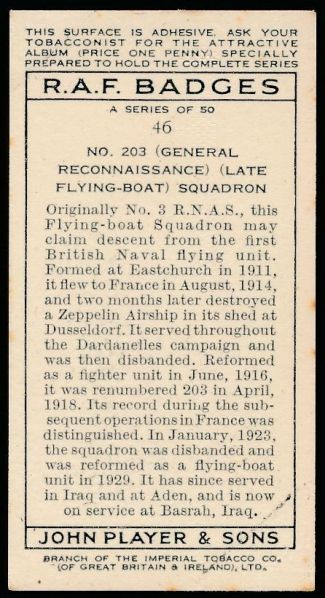 THIS SURFACE IS ADHESIVE. ASK YOUR
TOBACCONIST FOR THE ATTRACTIVE
ALBUM (PRICE ONE PENNY) SPECIALLY
PREPARED TO HOLD THE COMPLETE SERIES
R.A.F. BADGES
A SERIES OF 50
46
NO. 203 (GENERAL
RECONNAISSANCE) (LATE
FLYING-BOAT) SQUADRON
Originally No. 3 R.N.A.S., this
Flying-boat Squadron may
claim descent from the first
British Naval flying unit.
Formed at Eastchurch in 1911,
it flew to France in August, 1914,
and two months later destroyed
a Zeppelin Airship in its shed at
Dusseldorf. It served throughout
the Dardanelles campaign and
was then disbanded. Reformed
as a fighter unit in June, 1916,
it was renumbered 203 in April,
1918. Its record during the sub-
sequent operations in France was
distinguished. In January, 1923,
the squadron was disbanded and
was reformed as a flying-boat
unit in 1929. It has since served
in Iraq and at Aden, and is now
on service at Basrah, Iraq.
JOHN PLAYER & SONS
BRANCH OF THE IMPERIAL TOBACCO CO.
(OF GREAT BRITAIN & IRELAND), LTD.